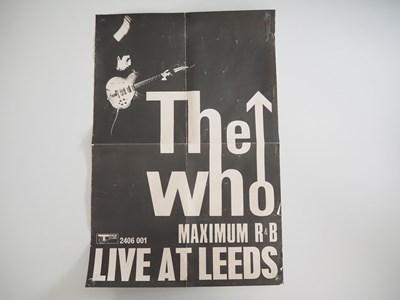 The
Who
MAXIMUM R&B
2406 001
LIVE AT LEEDS